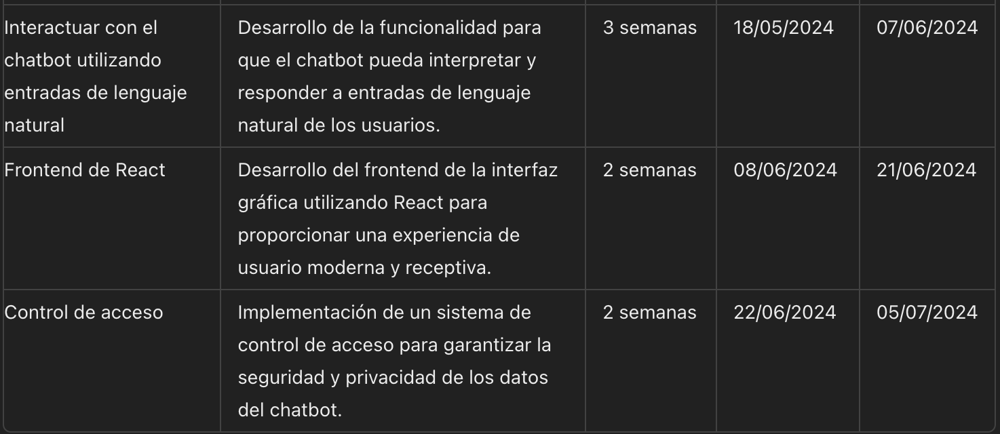 Interactuar con el
chatbot utilizando
entradas de lenguaje
natural
Desarrollo de la funcionalidad para
que el chatbot pueda interpretar y
responder a entradas de lenguaje
natural de los usuarios.
3 semanas
18/05/2024
07/06/2024
Frontend de React
Desarrollo del frontend de la interfaz
gráfica utilizando React para
proporcionar una experiencia de
usuario moderna y receptiva.
2 semanas
08/06/2024
21/06/2024
Control de acceso
Implementación de un sistema de
control de acceso para garantizar la
seguridad y privacidad de los datos
del chatbot.
2 semanas
22/06/2024
05/07/2024